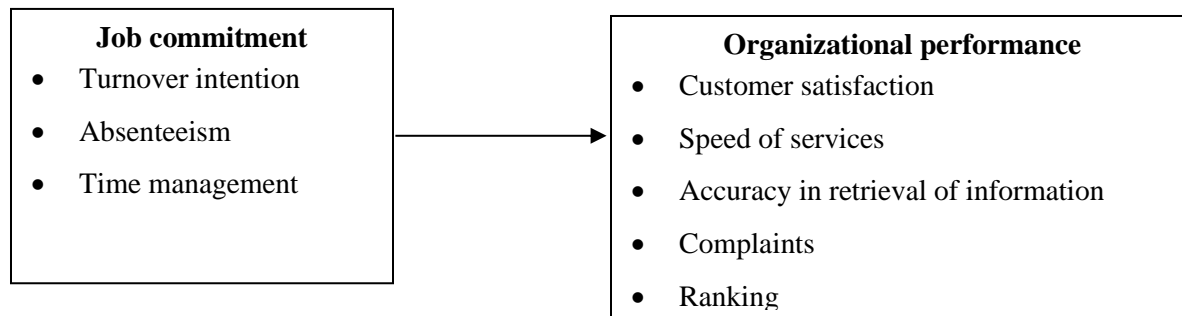 Job commitment
• Turnover intention
• Absenteeism
• Time management
Organizational performance
• Customer satisfaction
• Speed of services
• Accuracy in retrieval of information
• Complaints
• Ranking